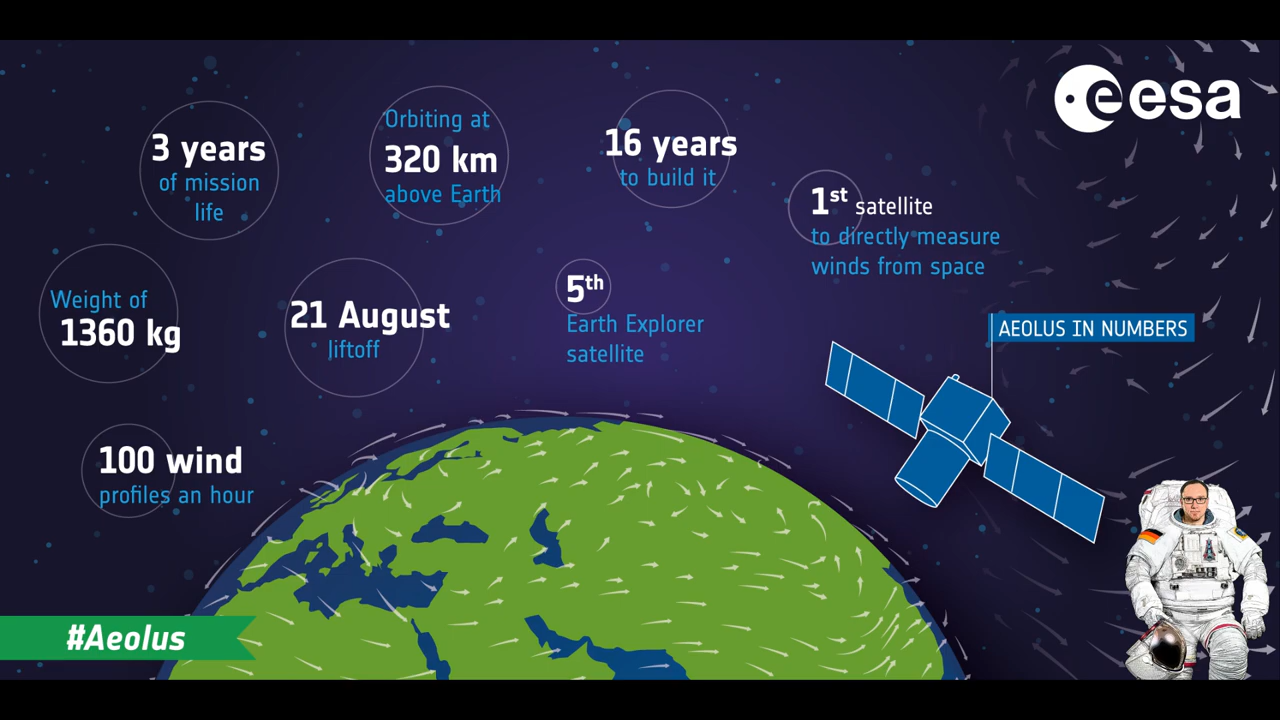 esa
3 years
of mission
life
Orbiting at
320 km
above Earth
16 years
to build it
1st satellite
to directly measure
winds from space
Weight of
1360 kg
21 August
liftoff
5th
Earth Explorer
satellite
AEOLUS IN NUMBERS
100 wind
profiles an hour
#Aeolus